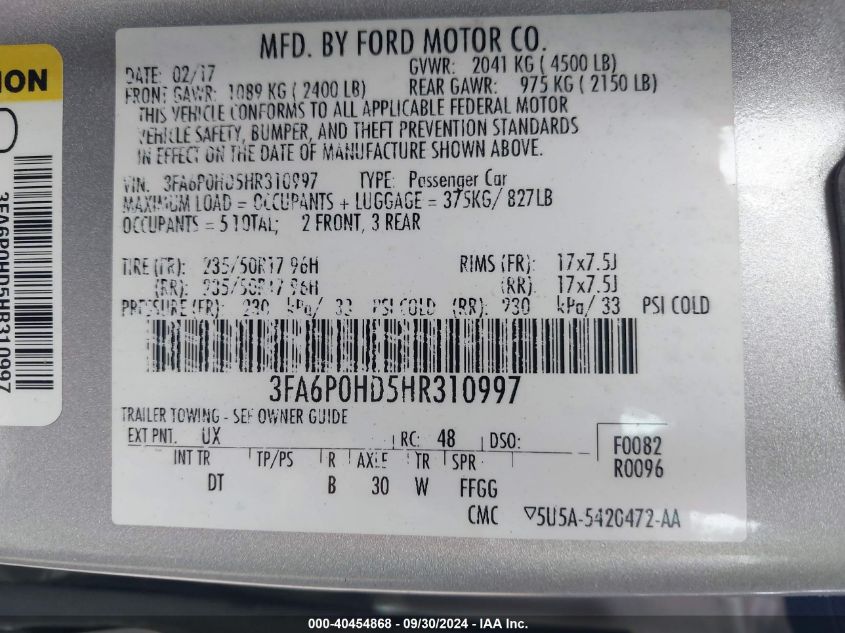 MFD. BY FORD MOTOR CO.
DATE: 02/17 GVWR: 2041 KG ( 4500 LB)
FRONT GAWR: 1089 KG ( 2400 LB) REAR GAWR: 975 KG ( 2150 LB)
THIS VEHICLE CONFORMS TO ALL APPLICABLE FEDERAL MOTOR
VEHICLE SAFETY, BUMPER, AND THEFT PREVENTION STANDARDS
IN EFFECT ON THE DATE OF MANUFACTURE SHOWN ABOVE.
VIN: 3FA6P0HD5HR310997 TYPE: Passenger Car
MAXIMUM LOAD = OCCUPANTS + LUGGAGE = 375KG/ 827LB
OCCUPANTS = 5 TOTAL; 2 FRONT, 3 REAR
TIRE (FR): 235/50R17 96H RIMS (FR): 17x7.5J
(RR): 235/50R17 96H (RR): 17x7.5J
PRESSURE (FR): 230 kPa/ 33 PSI COLD (RR): 230 kPa/ 33 PSI COLD
3FA6P0HD5HR310997
TRAILER TOWING - SEE OWNER GUIDE
EXT PNT: UX RC: 48 DSO: F0082
INT TR TP/PS R AXLE TR SPR R0096
DT B 30 W FFGG
CMC ▽5U5A-5420472-AA
ION
3FA6P0HD5HR310997
000-40454868 - 09/30/2024 - IAA Inc.